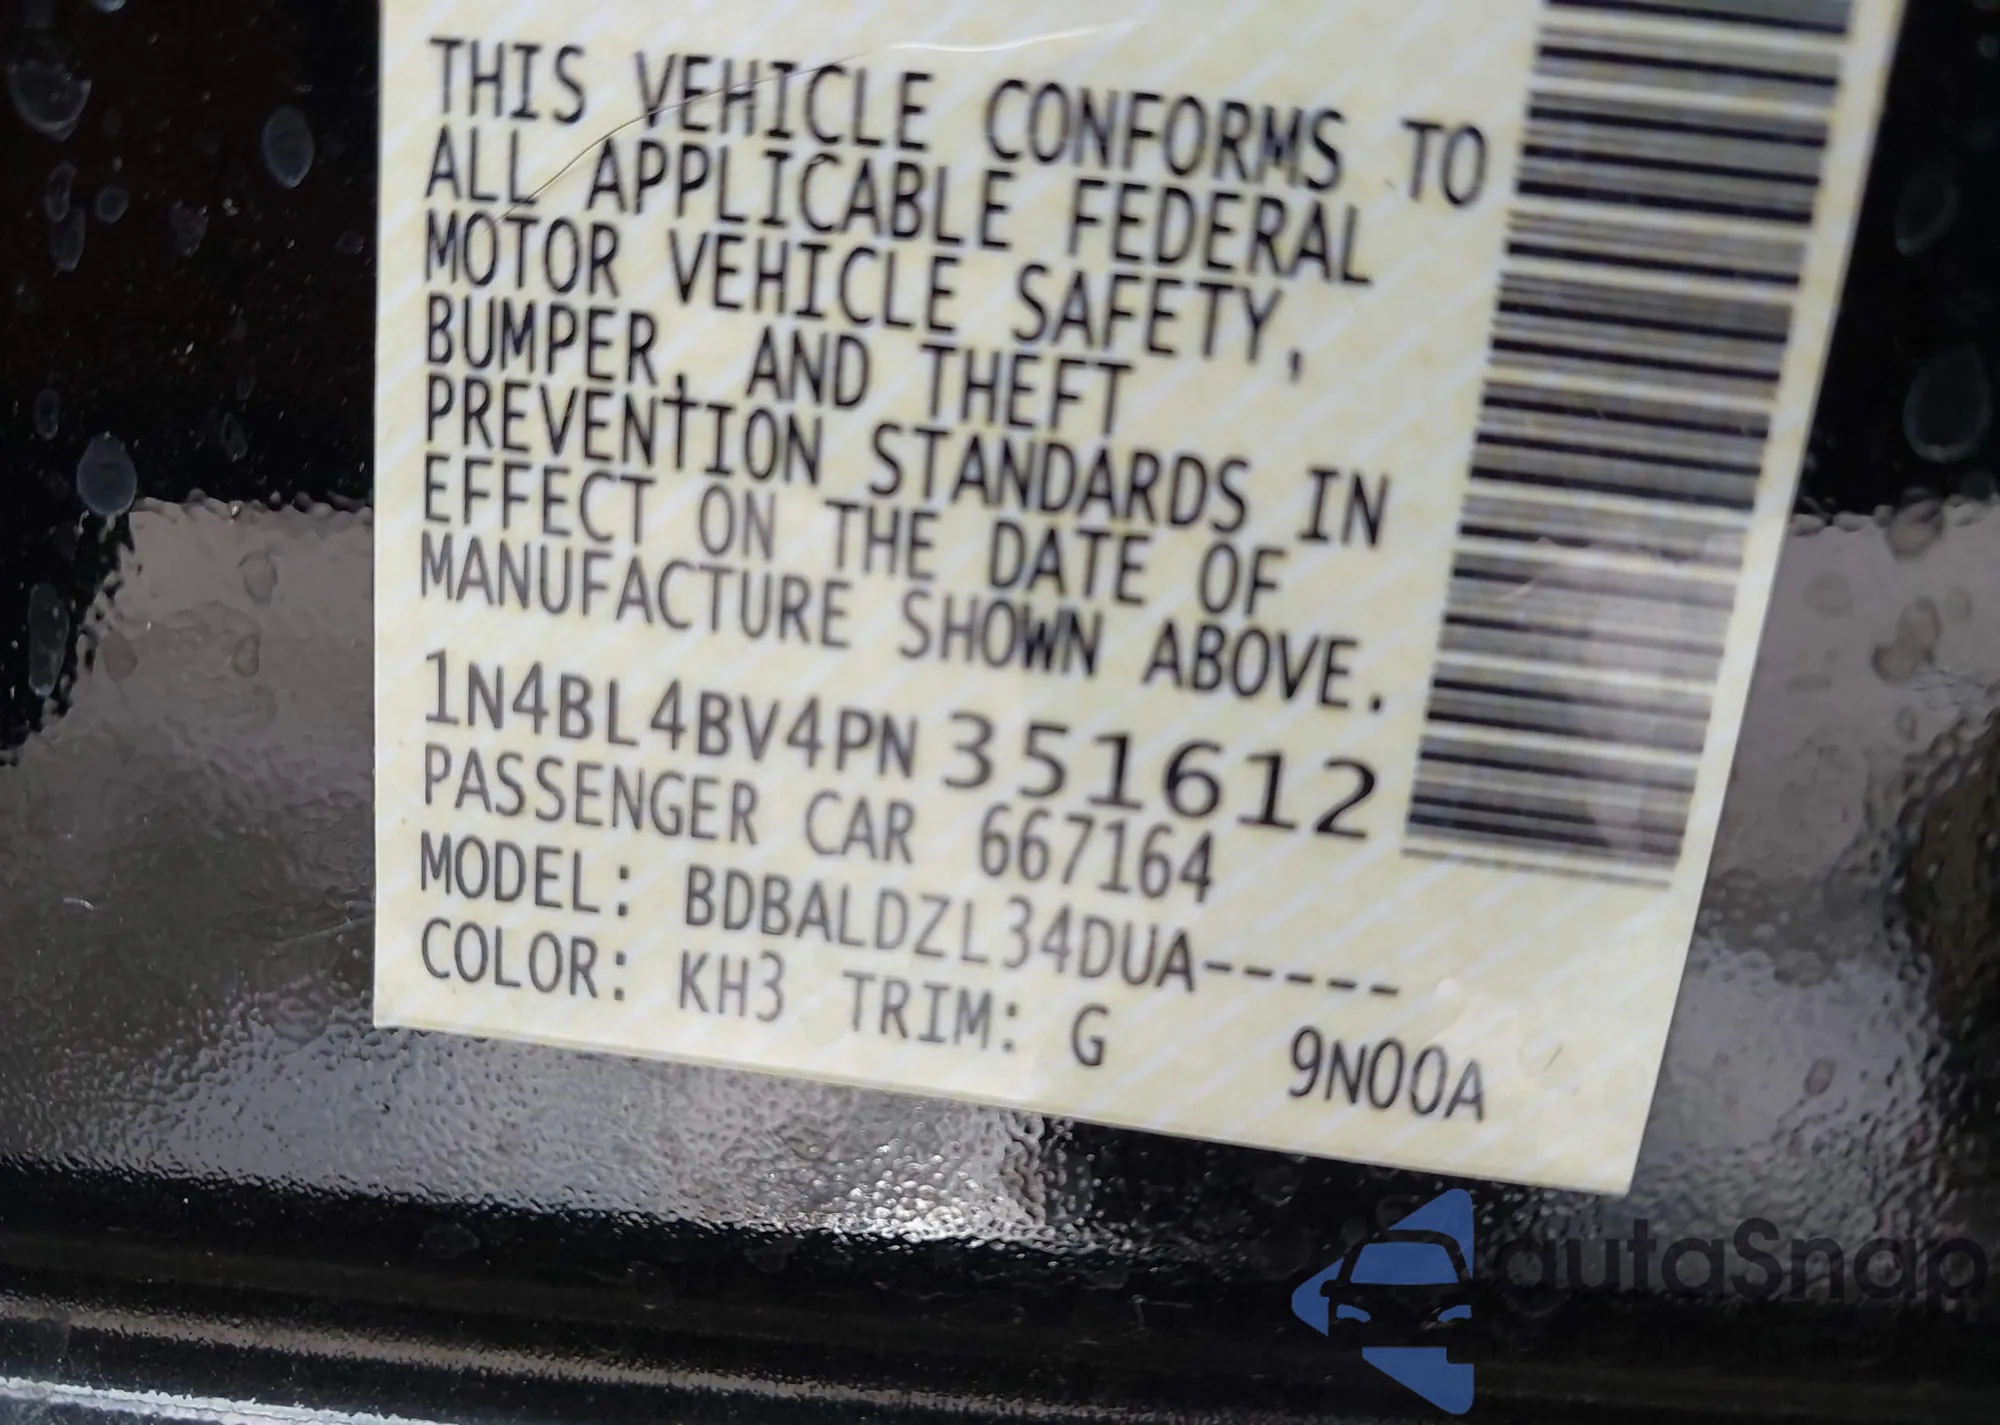 THIS VEHICLE CONFORMS TO
ALL APPLICABLE FEDERAL
MOTOR VEHICLE SAFETY,
BUMPER, AND THEFT
PREVENTION STANDARDS IN
EFFECT ON THE DATE OF
MANUFACTURE SHOWN ABOVE.
1N4BL4BV4PN351612
PASSENGER CAR 667164
MODEL: BDBALDZL34DUA-----
COLOR: KH3 TRIM: G 9N00A
autaSnap